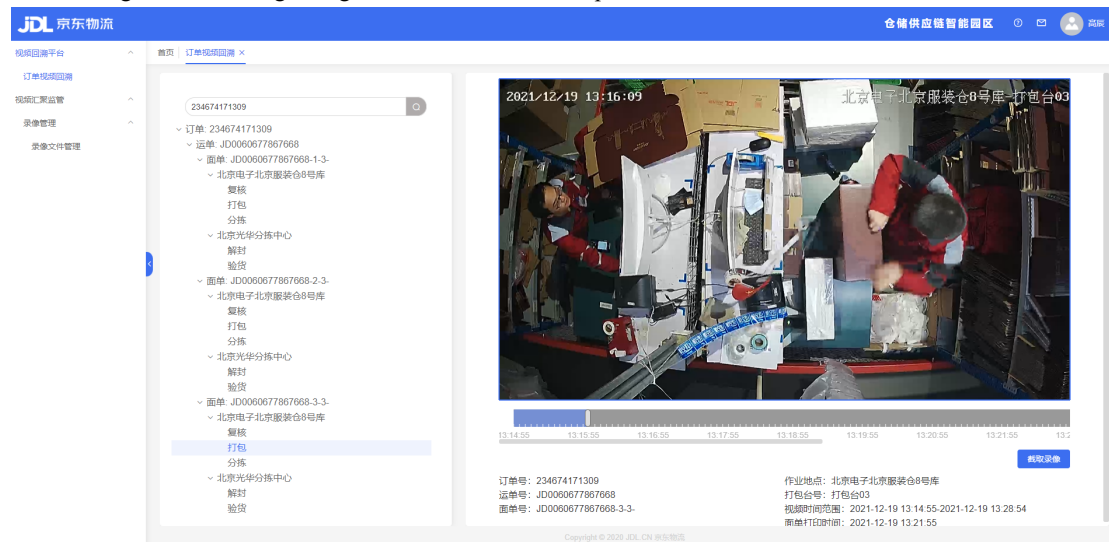 JDL 京东物流
仓储供应链智能园区
高辰
视频回溯平台
订单视频回溯
视频汇聚监管
录像管理
录像文件管理
首页
订单视频回溯 ×
234674171309
订单: 234674171309
运单: JD0060677867668
面单: JD0060677867668-1-3-
北京电子北京服装仓8号库
复核
打包
分拣
北京光华分拣中心
解封
验货
面单: JD0060677867668-2-3-
北京电子北京服装仓8号库
复核
打包
分拣
北京光华分拣中心
解封
验货
面单: JD0060677867668-3-3-
北京电子北京服装仓8号库
复核
打包
分拣
北京光华分拣中心
解封
验货
2021/12/19 13:16:09
北京电子北京服装仓8号库-打包台03
13:14:55 13:15:55 13:16:55 13:17:55 13:18:55 13:19:55 13:20:55 13:21:55 13:2
截取录像
订单号: 234674171309
运单号: JD0060677867668
面单号: JD0060677867668-3-3-
作业地点: 北京电子北京服装仓8号库
打包台号: 打包台03
视频时间范围: 2021-12-19 13:14:55-2021-12-19 13:28:54
面单打印时间: 2021-12-19 13:21:55
Copyright © 2020 JDL.CN 京东物流